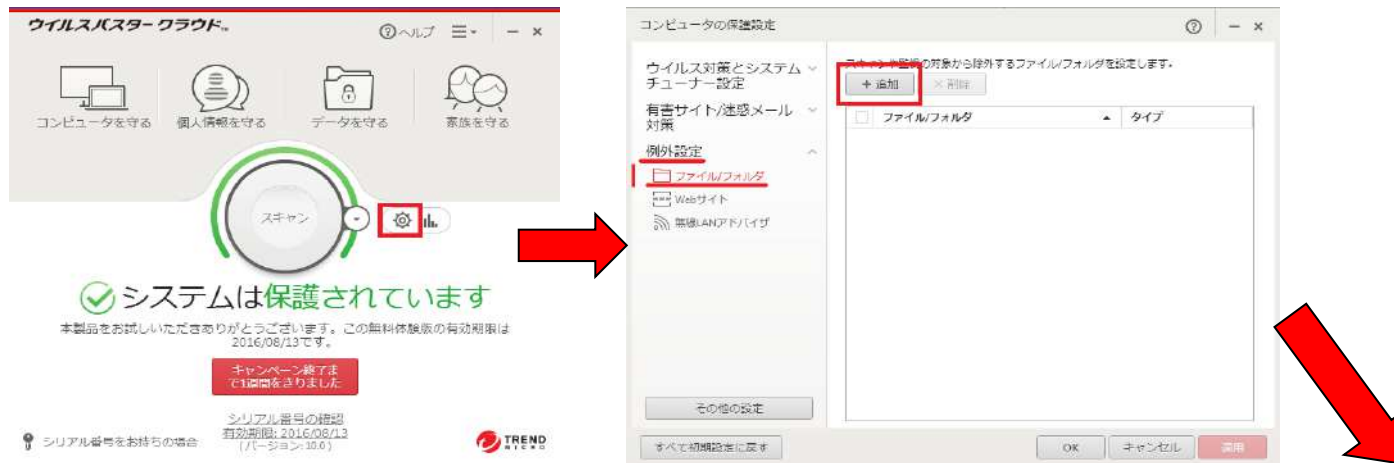 ウイルスバスター クラウド™
ヘルプ
コンピュータを守る
個人情報を守る
データを守る
家族を守る
スキャン
システムは保護されています
本製品をお試しいただきありがとうございます。この無料体験版の有効期限は
2016/08/13です。
キャンペーン終了ま
で1週間をきりました
シリアル番号の確認
有効期限: 2016/08/13
(バージョン:10.0)
シリアル番号をお持ちの場合
TREND
MICRO
コンピュータの保護設定
ウイルス対策とシステム
チューナー設定
有害サイト/迷惑メール
対策
例外設定
ファイル/フォルダ
Webサイト
無線LANアドバイザ
その他の設定
スキャンや監視の対象から除外するファイル/フォルダを設定します。
+ 追加
× 削除
ファイル/フォルダ
タイプ
すべて初期設定に戻す
OK
キャンセル
適用